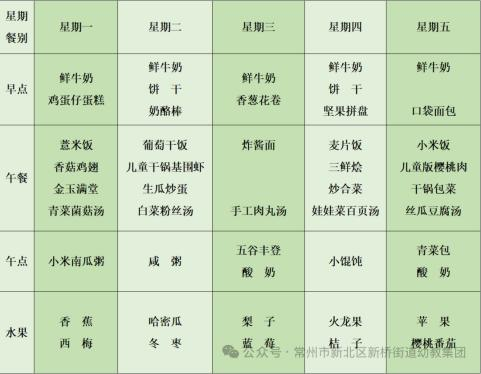 星期 餐别 星期一 星期二 星期三 星期四 星期五
早点
鲜牛奶
鸡蛋仔蛋糕
鲜牛奶
饼 干
奶酪棒
鲜牛奶
香葱花卷
鲜牛奶
饼 干
坚果拼盘
鲜牛奶
口袋面包
午餐
薏米饭
香菇鸡翅
金玉满堂
青菜菌菇汤
葡萄干饭
儿童干锅基围虾
生瓜炒蛋
白菜粉丝汤
炸酱面
手工肉丸汤
麦片饭
三鲜烩
炒合菜
娃娃菜百页汤
小米饭
儿童版樱桃肉
干锅包菜
丝瓜豆腐汤
午点
小米南瓜粥
咸 粥
五谷丰登
酸 奶
小馄饨
青菜包
酸 奶
水果
香 蕉
西 梅
哈密瓜
冬 枣
梨 子
蓝 莓
火龙果
桔 子
苹 果
樱桃番茄
公众号·常州市新北区新桥街道幼教集团